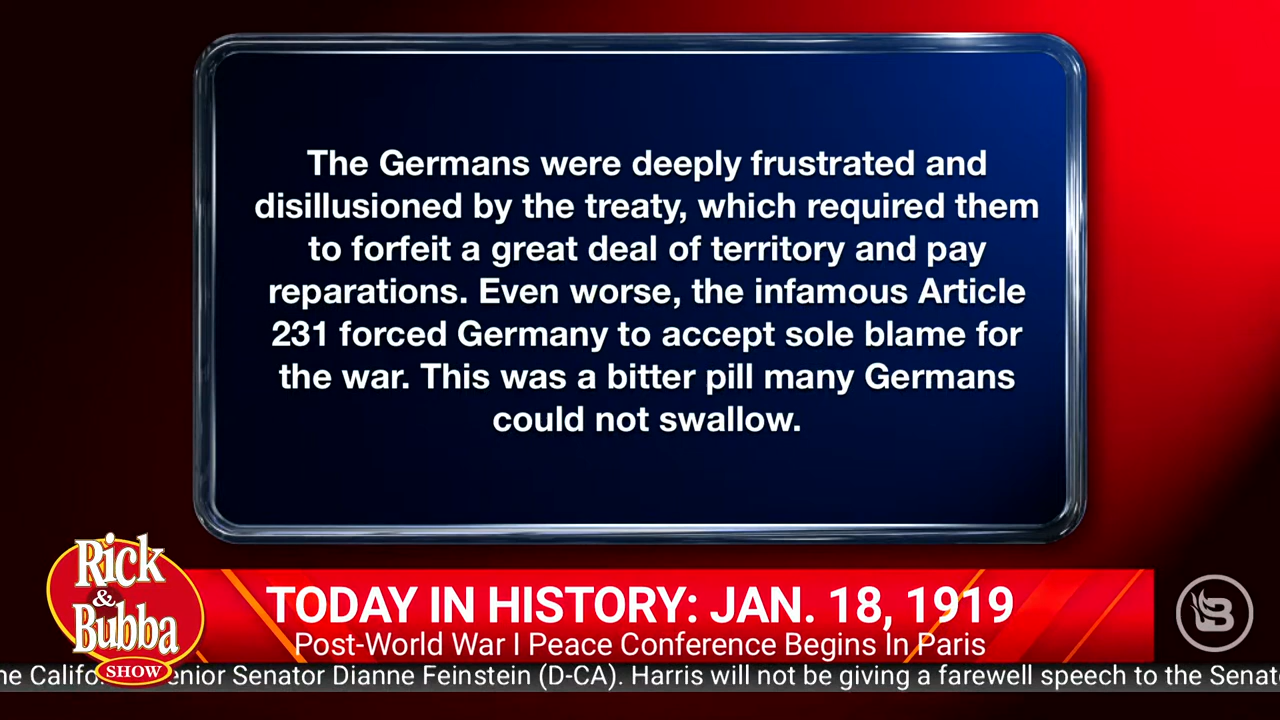 The Germans were deeply frustrated and
disillusioned by the treaty, which required them
to forfeit a great deal of territory and pay
reparations. Even worse, the infamous Article
231 forced Germany to accept sole blame for
the war. This was a bitter pill many Germans
could not swallow.
Rick
&
Bubba
SHOW
TODAY IN HISTORY: JAN. 18, 1919
Post-World War I Peace Conference Begins In Paris
B
Senator Dianne Feinstein (D-CA). Harris will not be giving a farewell speech to the